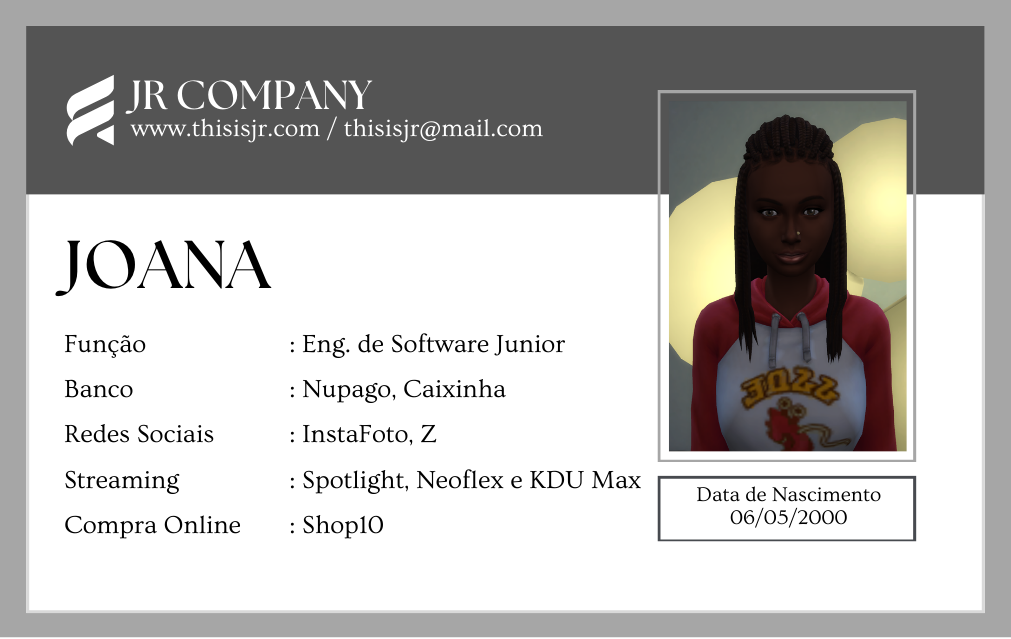 JR COMPANY
www.thisisjr.com / thisisjr@mail.com
JOANA
Função : Eng. de Software Junior
Banco : Nupago, Caixinha
Redes Sociais : InstaFoto, Z
Streaming : Spotlight, Neoflex e KDU Max
Compra Online : Shop10
Data de Nascimento
06/05/2000